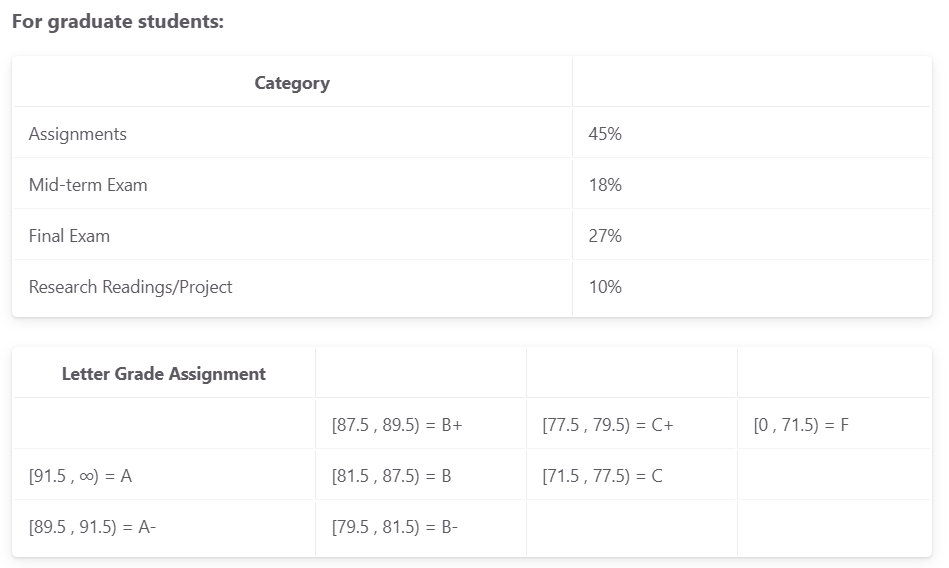 For graduate students:
Category
Assignments 45%
Mid-term Exam 18%
Final Exam 27%
Research Readings/Project 10%
Letter Grade Assignment
[87.5 , 89.5) = B+ [77.5 , 79.5) = C+ [0 , 71.5) = F
[91.5 , ∞) = A [81.5 , 87.5) = B [71.5 , 77.5) = C
[89.5 , 91.5) = A- [79.5 , 81.5) = B-